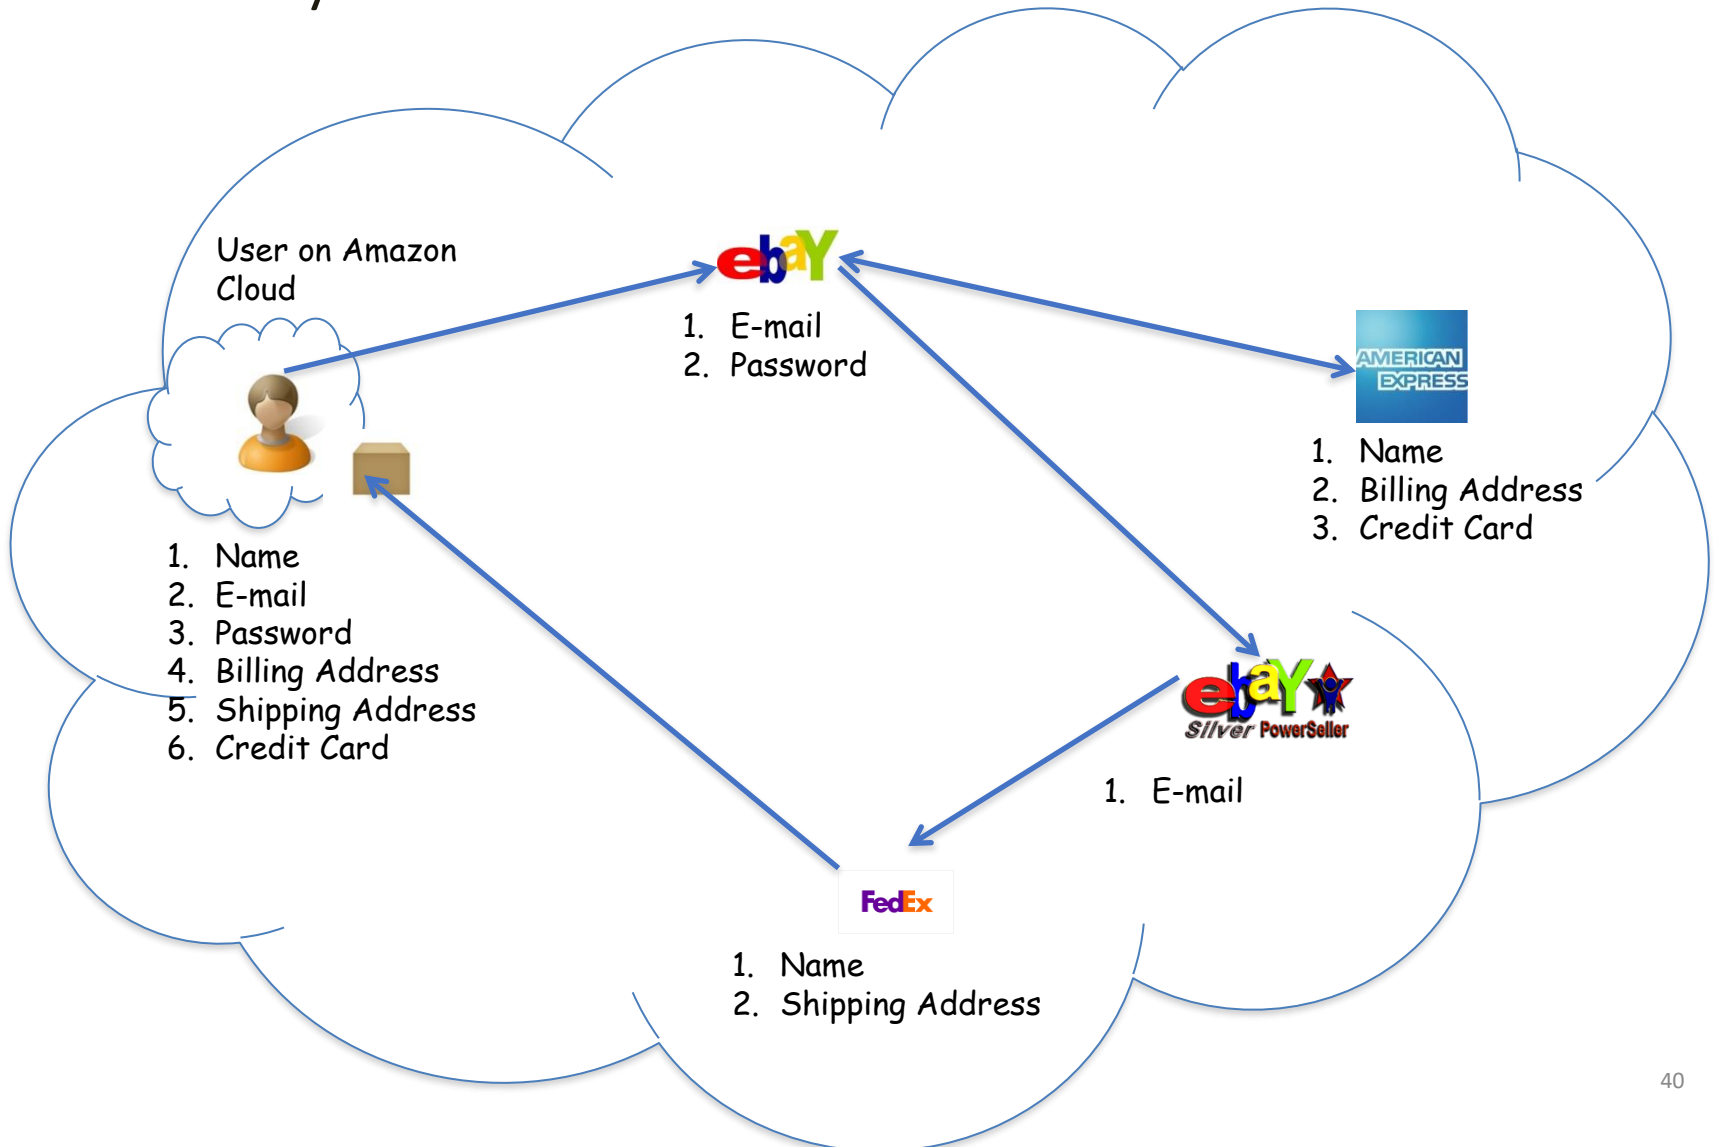 User on Amazon
Cloud
ebaY
1. E-mail
2. Password
AMERICAN
EXPRESS
1. Name
2. Billing Address
3. Credit Card
1. Name
2. E-mail
3. Password
4. Billing Address
5. Shipping Address
6. Credit Card
ebaY
Silver PowerSeller
1. E-mail
FedEx
1. Name
2. Shipping Address
40